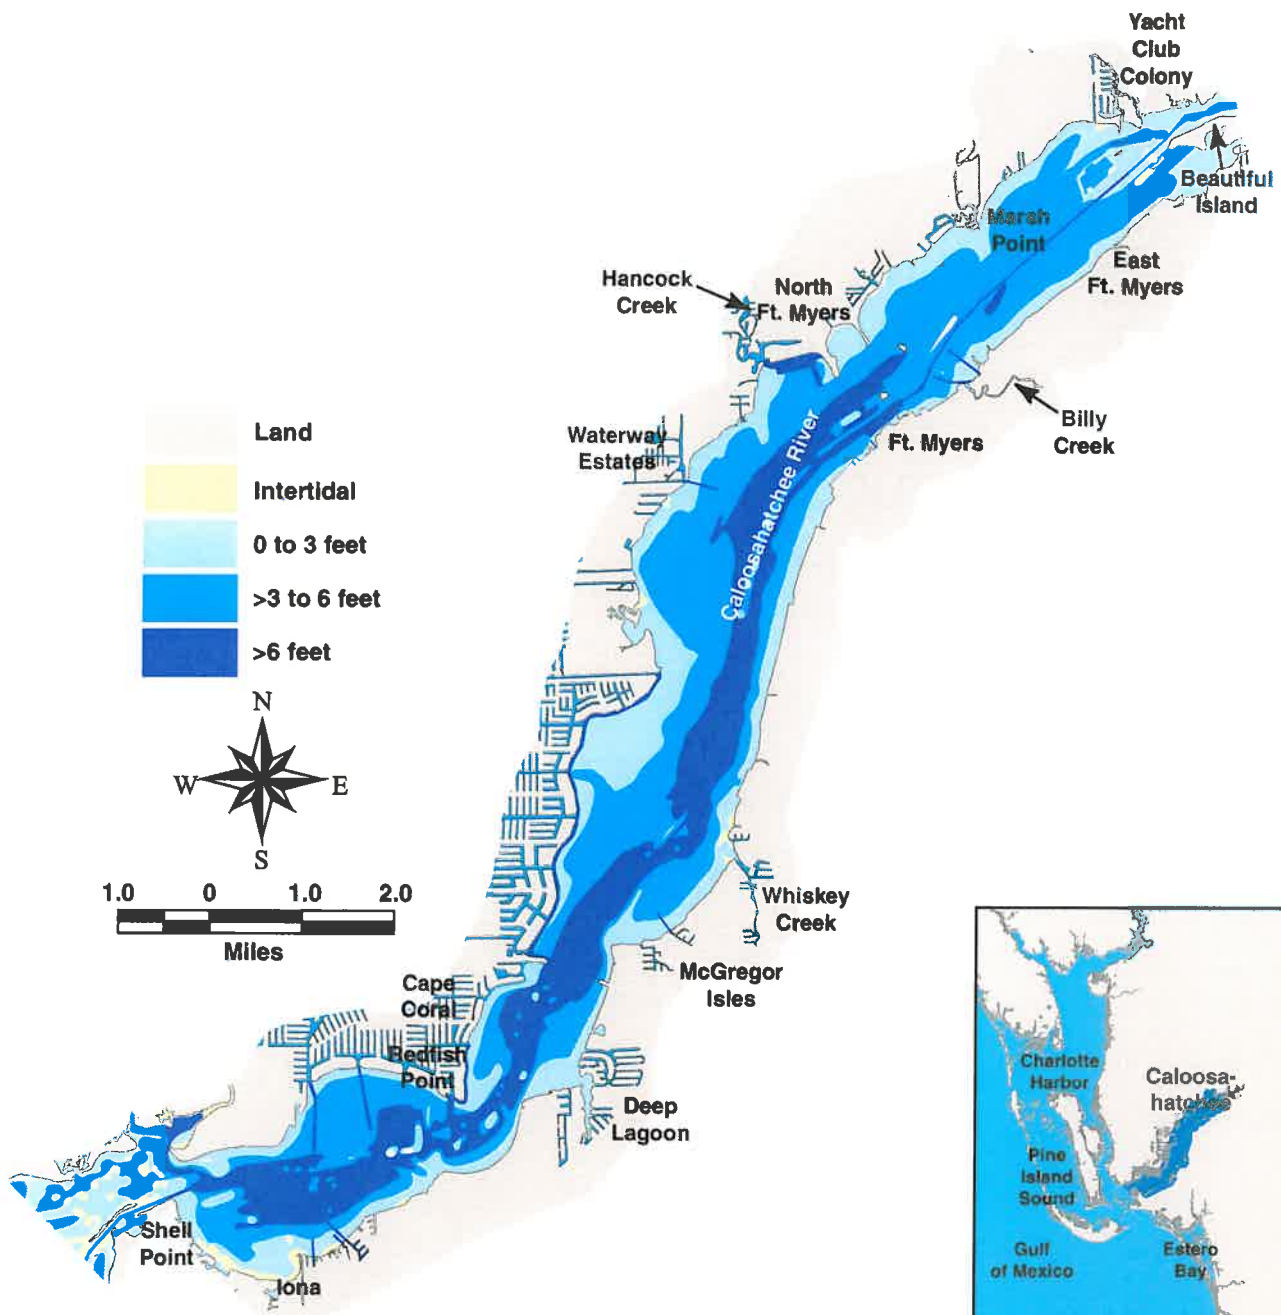 Yacht
Club
Colony
Beautiful
Island
Marsh
Point
East
Ft. Myers
Hancock
Creek
North
Ft. Myers
Billy
Creek
Ft. Myers
Waterway
Estates
Caloosahatchee River
Land
Intertidal
0 to 3 feet
>3 to 6 feet
>6 feet
N
W
E
S
1.0
0
1.0
2.0
Miles
Whiskey
Creek
McGregor
Isles
Cape
Coral
Redfish
Point
Deep
Lagoon
Shell
Point
Iona
Charlotte
Harbor
Caloosa-
hatchee
Pine
Island
Sound
Gulf
of Mexico
Estero
Bay